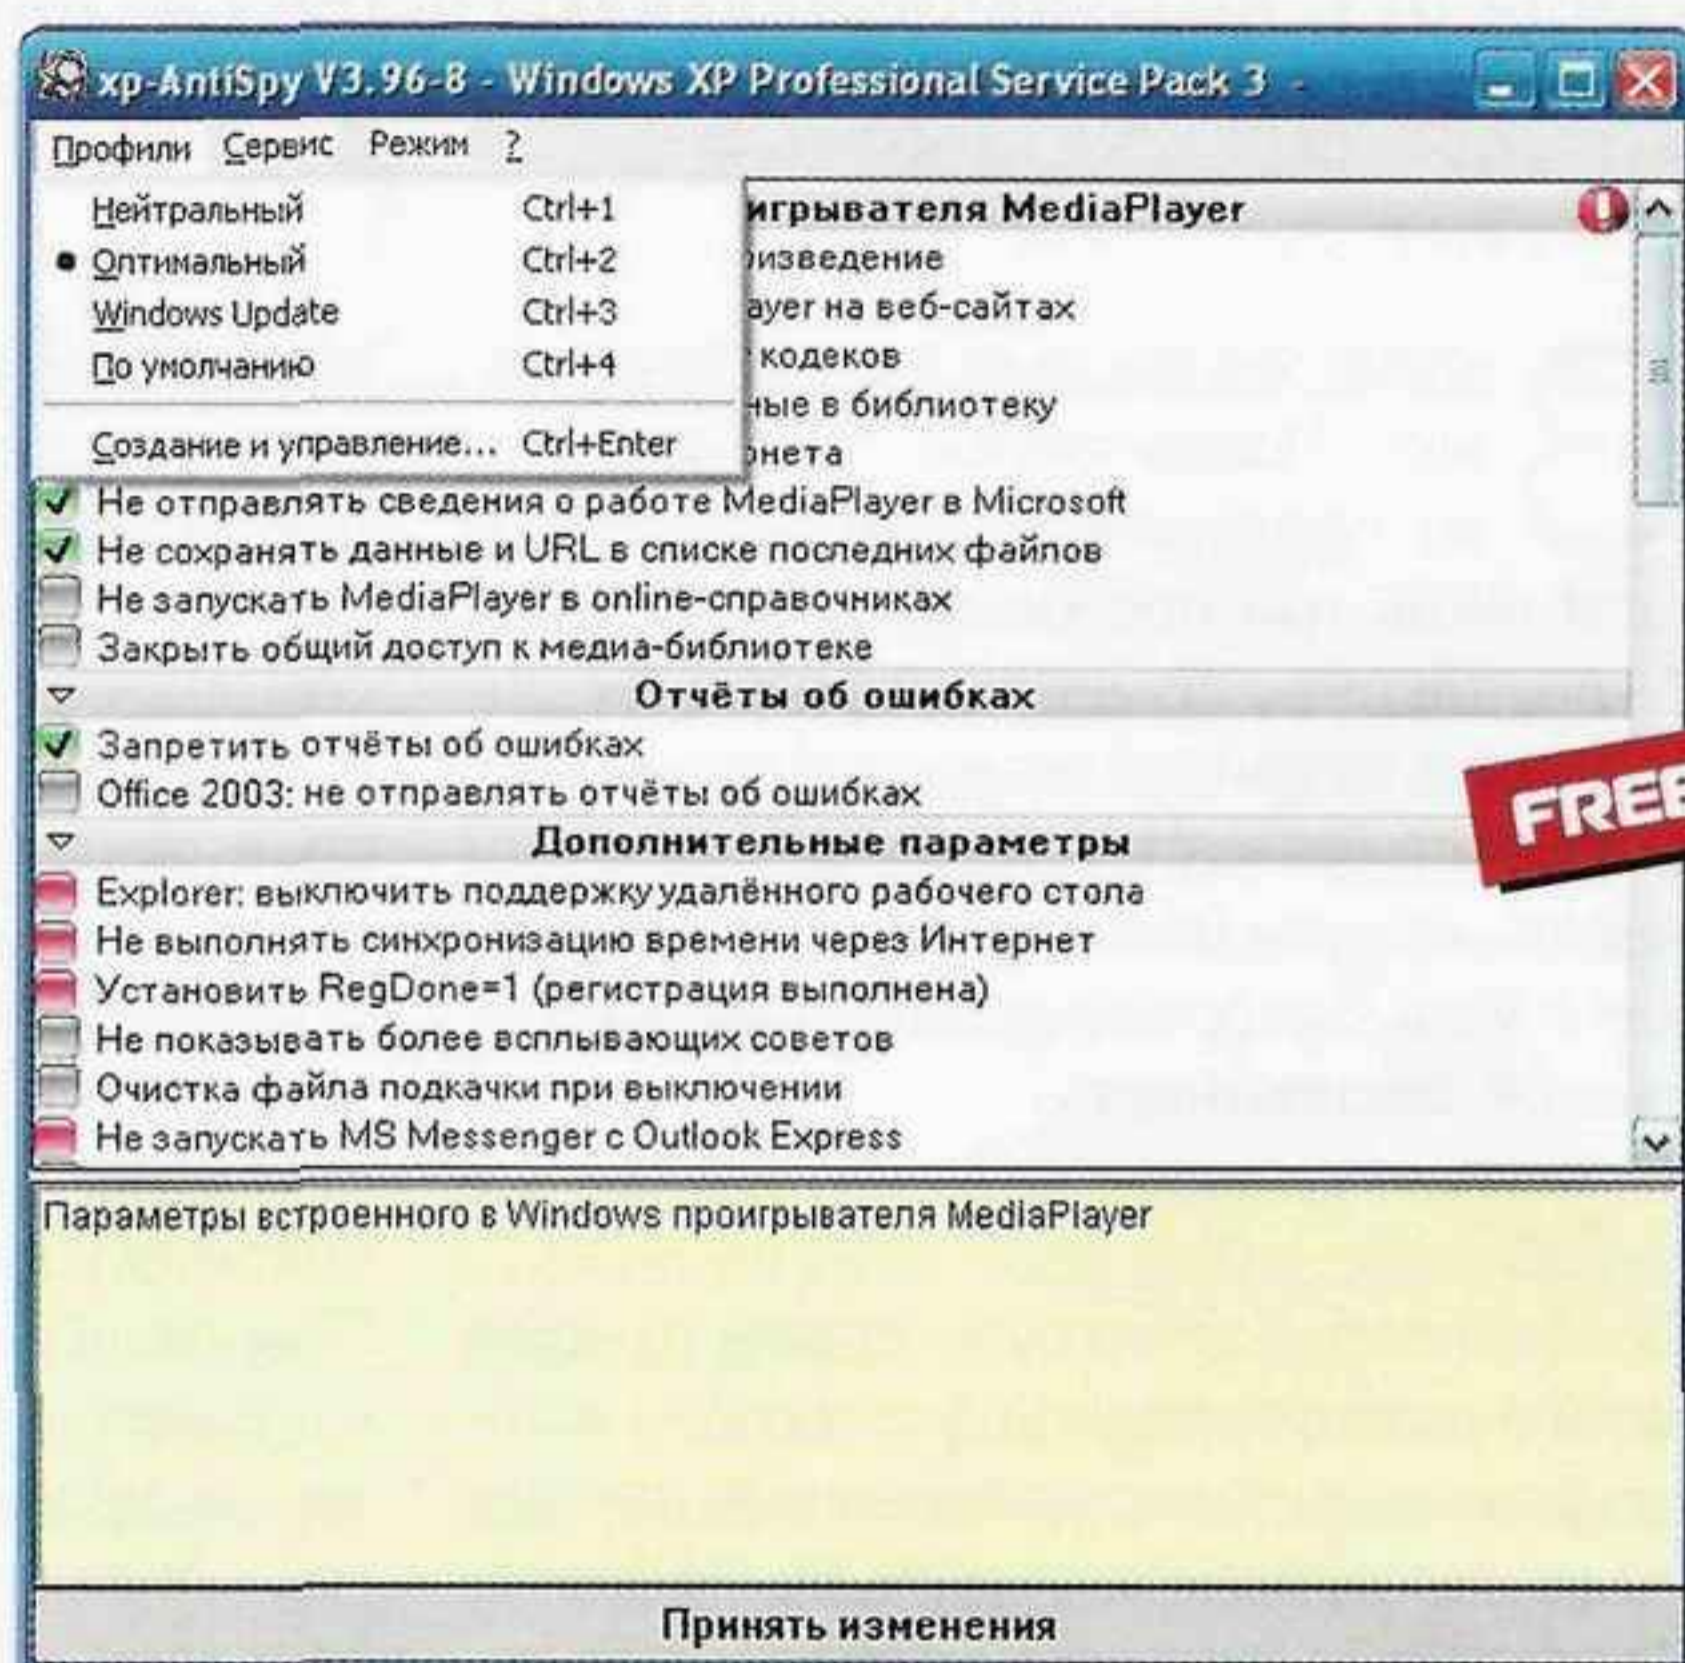 xp-AntiSpy V3.96-8 - Windows XP Professional Service Pack 3 -
Профили Сервис Режим ?
Нейтральный Ctrl+1
Оптимальный Ctrl+2
Windows Update Ctrl+3
По умолчанию Ctrl+4
Создание и управление... Ctrl+Enter
игрывателя MediaPlayer
изведение
ayer на веб-сайтах
кодеков
ные в библиотеку
рнета
Не отправлять сведения о работе MediaPlayer в Microsoft
Не сохранять данные и URL в списке последних файлов
Не запускать MediaPlayer в online-справочниках
Закрыть общий доступ к медиа-библиотеке
Отчёты об ошибках
Запретить отчёты об ошибках
Office 2003: не отправлять отчёты об ошибках
FREE
Дополнительные параметры
Explorer: выключить поддержку удалённого рабочего стола
Не выполнять синхронизацию времени через Интернет
Установить RegDone=1 (регистрация выполнена)
Не показывать более всплывающих советов
Очистка файла подкачки при выключении
Не запускать MS Messenger с Outlook Express
Параметры встроенного в Windows проигрывателя MediaPlayer
Принять изменения